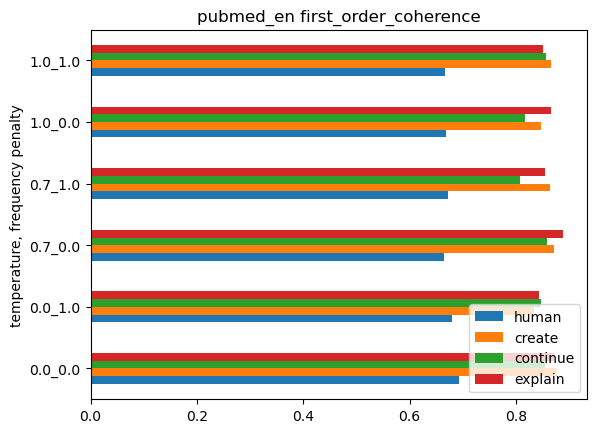 pubmed_en first_order_coherence
temperature, frequency penalty
1.0_1.0
1.0_0.0
0.7_1.0
0.7_0.0
0.0_1.0
0.0_0.0
human
create
continue
explain
0.0 0.2 0.4 0.6 0.8